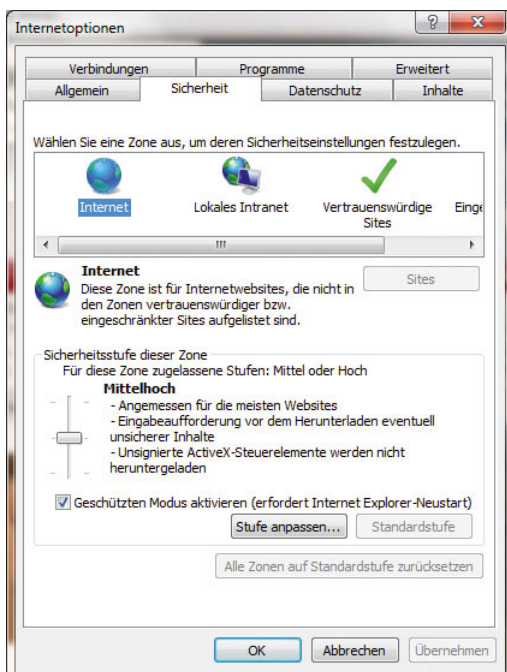 Internetoptionen
Verbindungen Programme Erweitert
Allgemein Sicherheit Datenschutz Inhalte
Wählen Sie eine Zone aus, um deren Sicherheitseinstellungen festzulegen.
Internet Lokales Intranet Vertrauenswürdige Einge
Sites
Internet
Sites
Diese Zone ist für Internetwebsites, die nicht in
den Zonen vertrauenswürdiger bzw.
eingeschränkter Sites aufgelistet sind.
Sicherheitsstufe dieser Zone
Für diese Zone zugelassene Stufen: Mittel oder Hoch
Mittelhoch
- Angemessen für die meisten Websites
- Eingabeaufforderung vor dem Herunterladen eventuell
unsicherer Inhalte
- Unsignierte ActiveX-Steuerelemente werden nicht
heruntergeladen
Geschützten Modus aktivieren (erfordert Internet Explorer-Neustart)
Stufe anpassen... Standardstufe
Alle Zonen auf Standardstufe zurücksetzen
OK Abbrechen Übernehmen